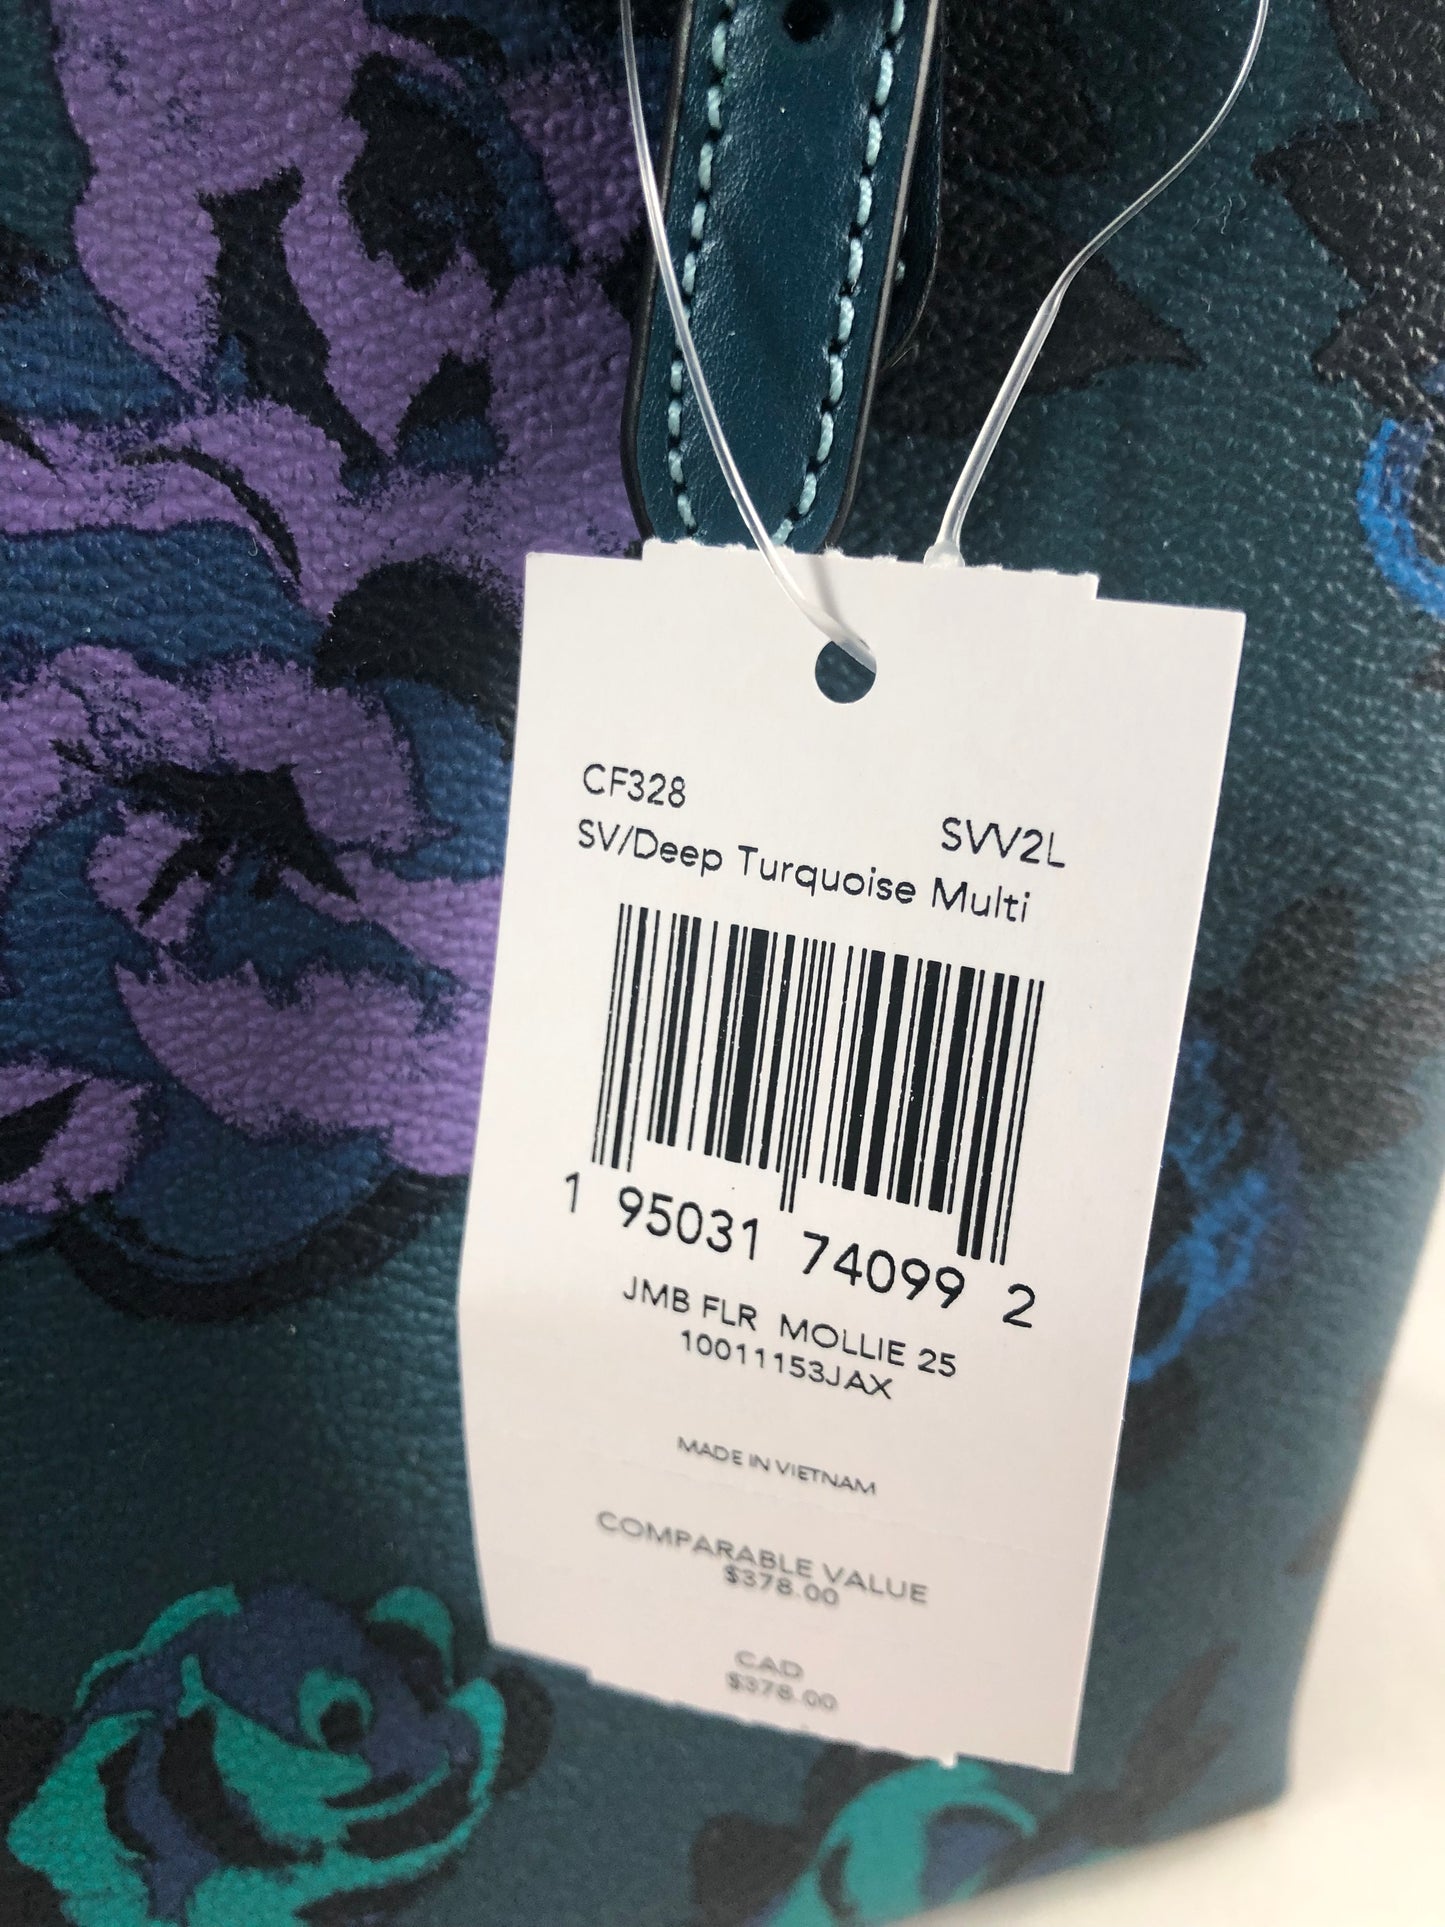 CF328
SVV2L
SV/Deep Turquoise Multi
1 95031 74099 2
JMB FLR MOLLIE 25
10011153JAX
MADE IN VIETNAM
COMPARABLE VALUE
$378.00
CAD
$378.00